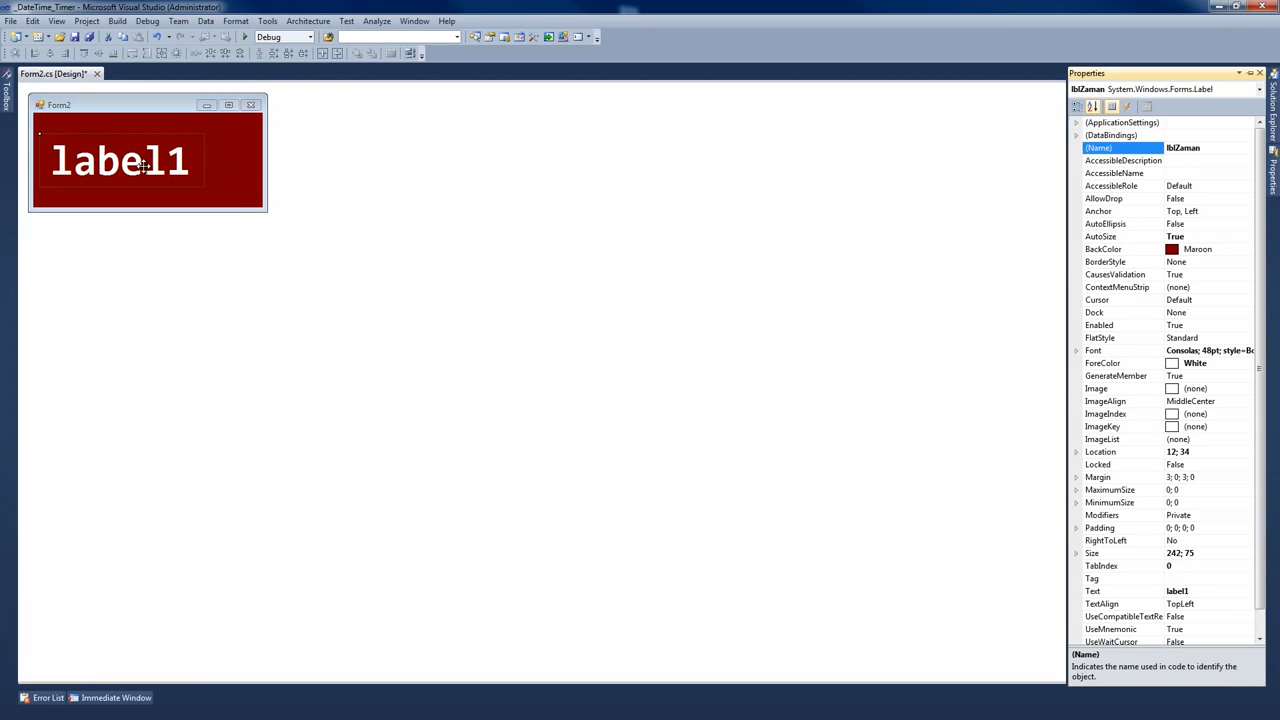 _DateTime_Timer - Microsoft Visual Studio (Administrator)
File Edit View Project Build Debug Team Data Format Tools Architecture Test Analyze Window Help
Debug
Form2.cs [Design]*
Toolbox
Form2
label1
Properties
lblZaman System.Windows.Forms.Label
(ApplicationSettings)
(DataBindings)
(Name) lblZaman
AccessibleDescription
AccessibleName
AccessibleRole Default
AllowDrop False
Anchor Top, Left
AutoEllipsis False
AutoSize True
BackColor Maroon
BorderStyle None
CausesValidation True
ContextMenuStrip (none)
Cursor Default
Dock None
Enabled True
FlatStyle Standard
Font Consolas; 48pt; style=Bo
ForeColor White
GenerateMember True
Image (none)
ImageAlign MiddleCenter
ImageIndex (none)
ImageKey (none)
ImageList (none)
Location 12; 34
Locked False
Margin 3; 0; 3; 0
MaximumSize 0; 0
MinimumSize 0; 0
Modifiers Private
Padding 0; 0; 0; 0
RightToLeft No
Size 242; 75
TabIndex 0
Tag
Text label1
TextAlign TopLeft
UseCompatibleTextRe False
UseMnemonic True
UseWaitCursor False
(Name)
Indicates the name used in code to identify the
object.
Solution Explorer
Properties
Error List Immediate Window